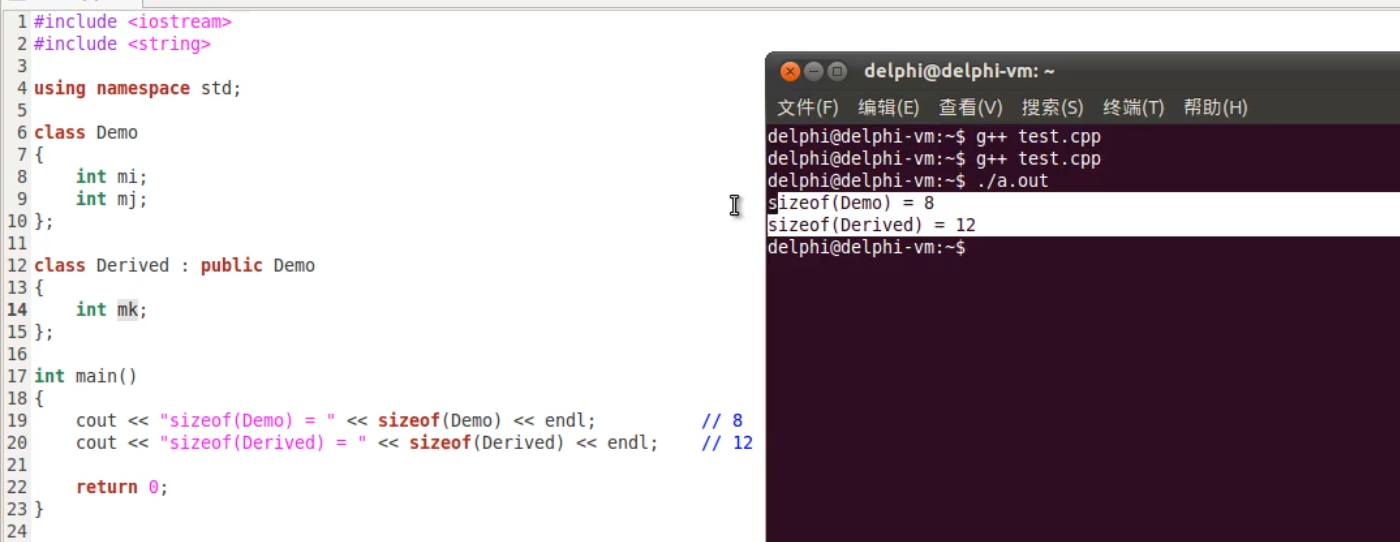 1 #include <iostream>
2 #include <string>
3
4 using namespace std;
5
6 class Demo
7 {
8     int mi;
9     int mj;
10 };
11
12 class Derived : public Demo
13 {
14     int mk;
15 };
16
17 int main()
18 {
19     cout << "sizeof(Demo) = " << sizeof(Demo) << endl;          // 8
20     cout << "sizeof(Derived) = " << sizeof(Derived) << endl;    // 12
21
22     return 0;
23 }
24
delphi@delphi-vm: ~
文件(F) 编辑(E) 查看(V) 搜索(S) 终端(T) 帮助(H)
delphi@delphi-vm:~$ g++ test.cpp
delphi@delphi-vm:~$ g++ test.cpp
delphi@delphi-vm:~$ ./a.out
sizeof(Demo) = 8
sizeof(Derived) = 12
delphi@delphi-vm:~$